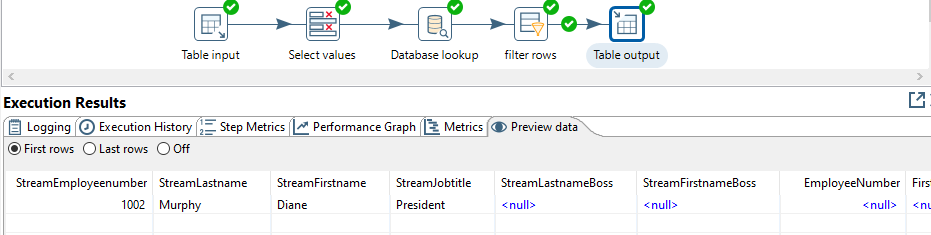 Table input Select values Database lookup filter rows Table output
Execution Results
Logging Execution History Step Metrics Performance Graph Metrics Preview data
First rows Last rows Off
StreamEmployeenumber StreamLastname StreamFirstname StreamJobtitle StreamLastnameBoss StreamFirstnameBoss EmployeeNumber First
1002 Murphy Diane President <null> <null> <null> <null>